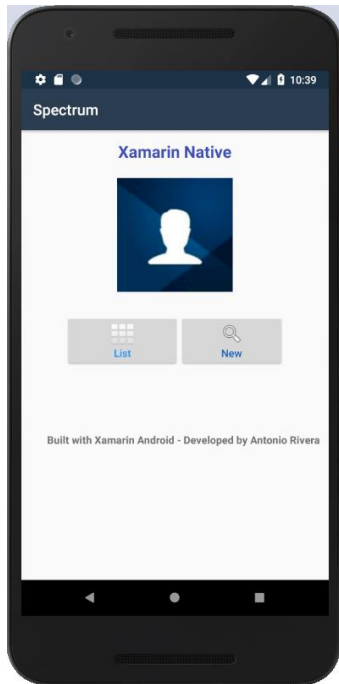 10:39
Spectrum
Xamarin Native
List New
Built with Xamarin Android - Developed by Antonio Rivera